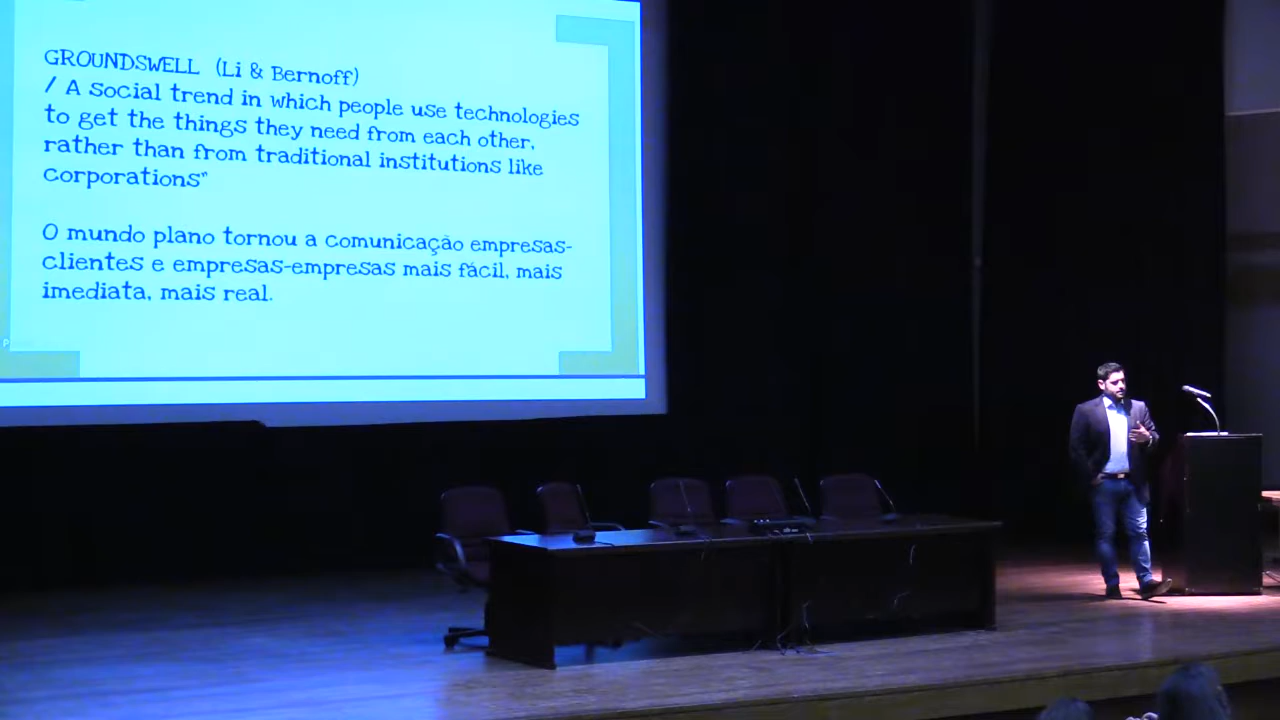 GROUNDSWELL (Li & Bernoff)
/ A social trend in which people use technologies
to get the things they need from each other,
rather than from traditional institutions like
corporations”
O mundo plano tornou a comunicação empresas-
clientes e empresas-empresas mais fácil, mais
imediata, mais real.
P